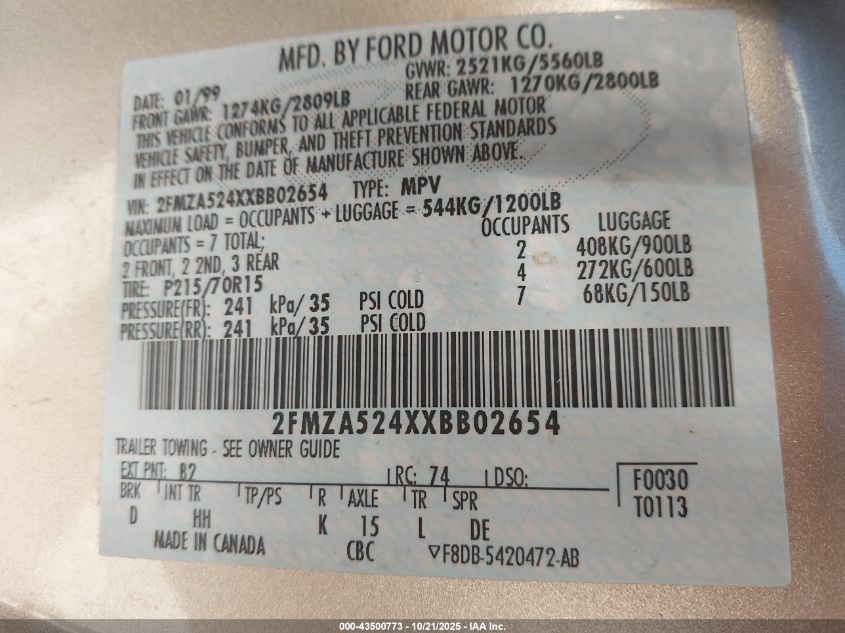 MFD. BY FORD MOTOR CO.
DATE: 01/99 GVWR: 2521KG/5560LB
FRONT GAWR: 1274KG/2809LB REAR GAWR: 1270KG/2800LB
THIS VEHICLE CONFORMS TO ALL APPLICABLE FEDERAL MOTOR
VEHICLE SAFETY, BUMPER, AND THEFT PREVENTION STANDARDS
IN EFFECT ON THE DATE OF MANUFACTURE SHOWN ABOVE.
VIN: 2FMZA524XXBB02654 TYPE: MPV
MAXIMUM LOAD = OCCUPANTS + LUGGAGE = 544KG/1200LB
OCCUPANTS = 7 TOTAL; OCCUPANTS LUGGAGE
2 FRONT, 2 2ND, 3 REAR 2 408KG/900LB
TIRE: P215/70R15 4 272KG/600LB
PRESSURE(FR): 241 kPa/ 35 PSI COLD 7 68KG/150LB
PRESSURE(RR): 241 kPa/ 35 PSI COLD
2FMZA524XXBB02654
TRAILER TOWING - SEE OWNER GUIDE
EXT PNT: B2 RC: 74 DSO: F0030
BRK INT TR TP/PS R AXLE TR SPR T0113
D HH K 15 L DE
MADE IN CANADA CBC ▽F8DB-5420472-AB
000-43500773 - 10/21/2025 - IAA Inc.